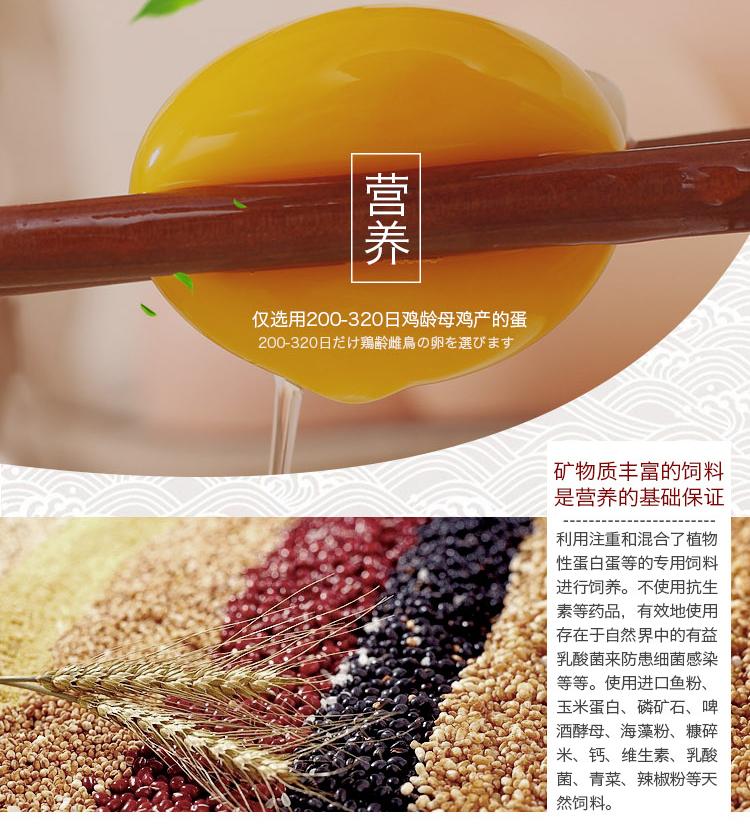 营
养
仅选用200-320日鸡龄母鸡产的蛋
200-320日だけ鶏齢雌鳥の卵を選びます
矿物质丰富的饲料
是营养的基础保证
利用注重和混合了植物
性蛋白蛋等的专用饲料
进行饲养。不使用抗生
素等药品，有效地使用
存在于自然界中的有益
乳酸菌来防患细菌感染
等等。使用进口鱼粉、
玉米蛋白、磷矿石、啤
酒酵母、海藻粉、糠碎
米、钙、维生素、乳酸
菌、青菜、辣椒粉等天
然饲料。